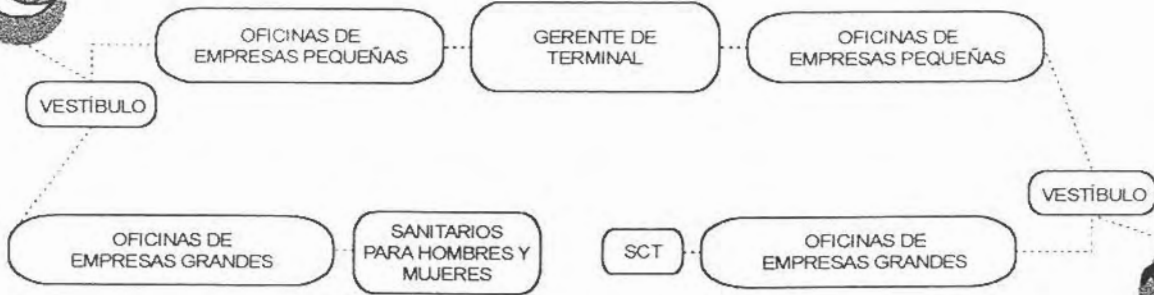 OFICINAS DE
EMPRESAS PEQUEÑAS
GERENTE DE
TERMINAL
OFICINAS DE
EMPRESAS PEQUEÑAS
VESTÍBULO
VESTÍBULO
OFICINAS DE
EMPRESAS GRANDES
SANITARIOS
PARA HOMBRES Y
MUJERES
SCT
OFICINAS DE
EMPRESAS GRANDES